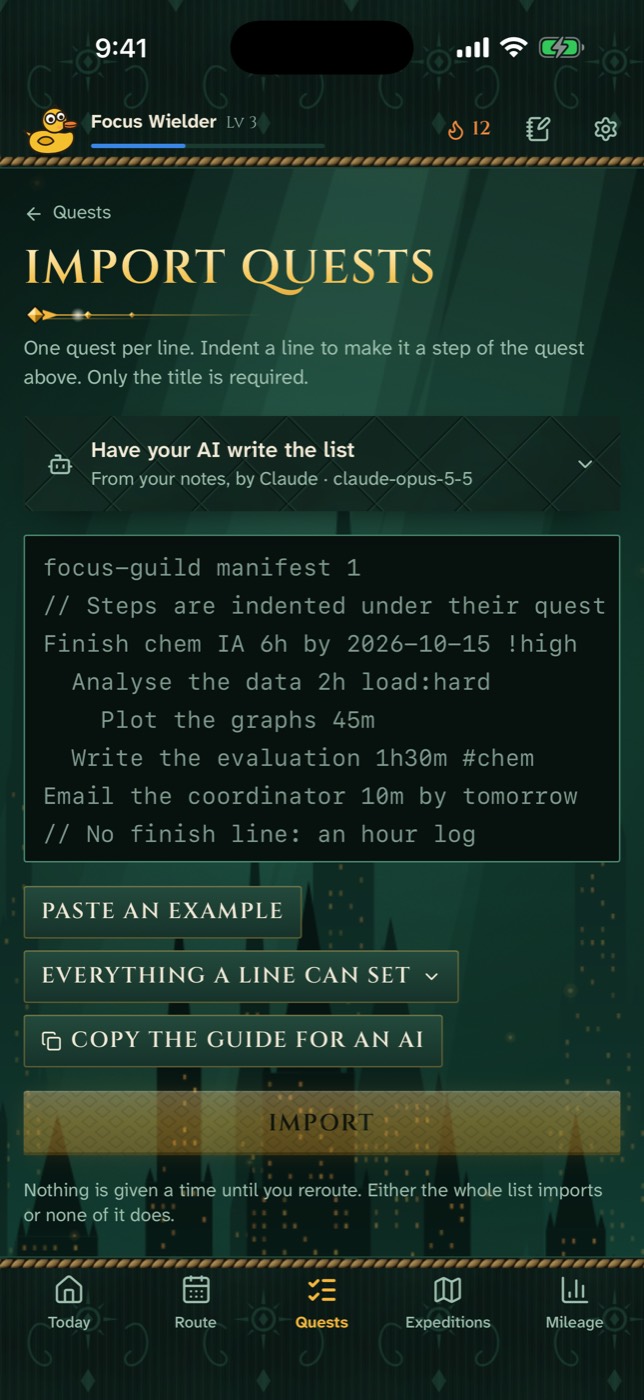 9:41
Focus Wielder Lv 3
12
Quests
IMPORT QUESTS
One quest per line. Indent a line to make it a step of the quest
above. Only the title is required.
Have your AI write the list
From your notes, by Claude · claude-opus-5-5
focus-guild manifest 1
// Steps are indented under their quest
Finish chem IA 6h by 2026-10-15 !high
Analyse the data 2h load:hard
Plot the graphs 45m
Write the evaluation 1h30m #chem
Email the coordinator 10m by tomorrow
// No finish line: an hour log
PASTE AN EXAMPLE
EVERYTHING A LINE CAN SET
COPY THE GUIDE FOR AN AI
IMPORT
Nothing is given a time until you reroute. Either the whole list imports
or none of it does.
Today Route Quests Expeditions Mileage